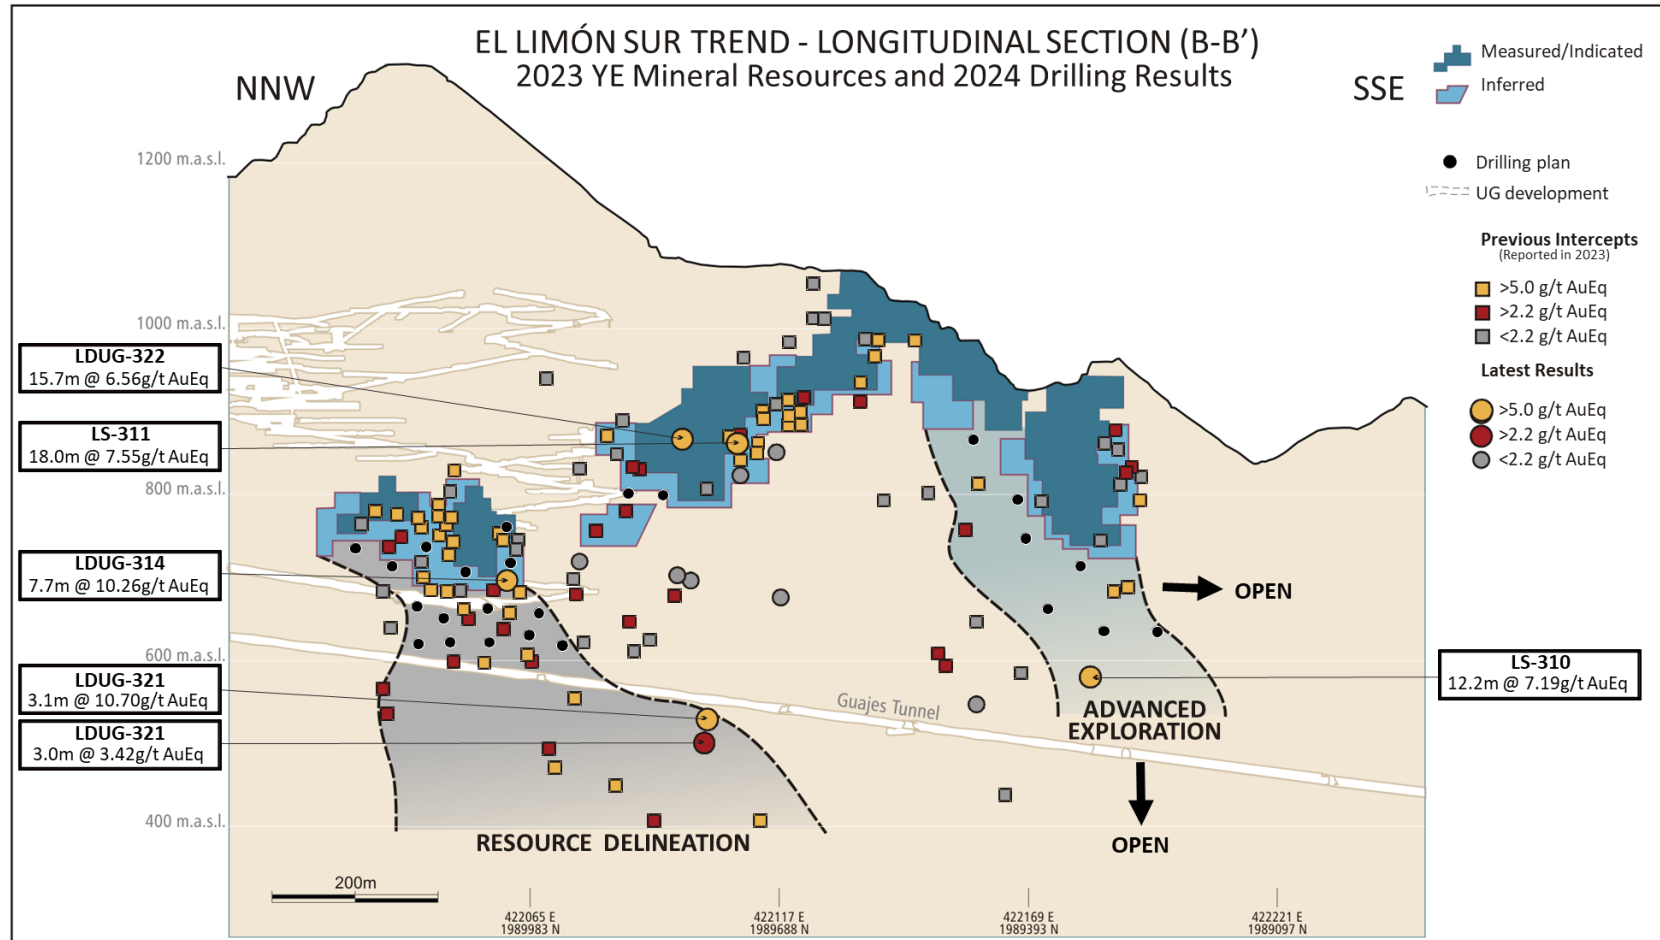 EL LIMÓN SUR TREND - LONGITUDINAL SECTION (B-B’)
2023 YE Mineral Resources and 2024 Drilling Results
NNW
SSE
Measured/Indicated
Inferred
Drilling plan
UG development
Previous Intercepts
(Reported in 2023)
>5.0 g/t AuEq
>2.2 g/t AuEq
<2.2 g/t AuEq
Latest Results
>5.0 g/t AuEq
>2.2 g/t AuEq
<2.2 g/t AuEq
1200 m.a.s.l.
1000 m.a.s.l.
800 m.a.s.l.
600 m.a.s.l.
400 m.a.s.l.
LDUG-322
15.7m @ 6.56g/t AuEq
LS-311
18.0m @ 7.55g/t AuEq
LDUG-314
7.7m @ 10.26g/t AuEq
LDUG-321
3.1m @ 10.70g/t AuEq
LDUG-321
3.0m @ 3.42g/t AuEq
LS-310
12.2m @ 7.19g/t AuEq
OPEN
Guajes Tunnel
ADVANCED
EXPLORATION
OPEN
RESOURCE DELINEATION
200m
422065 E
1989983 N
422117 E
1989688 N
422169 E
1989393 N
422221 E
1989097 N